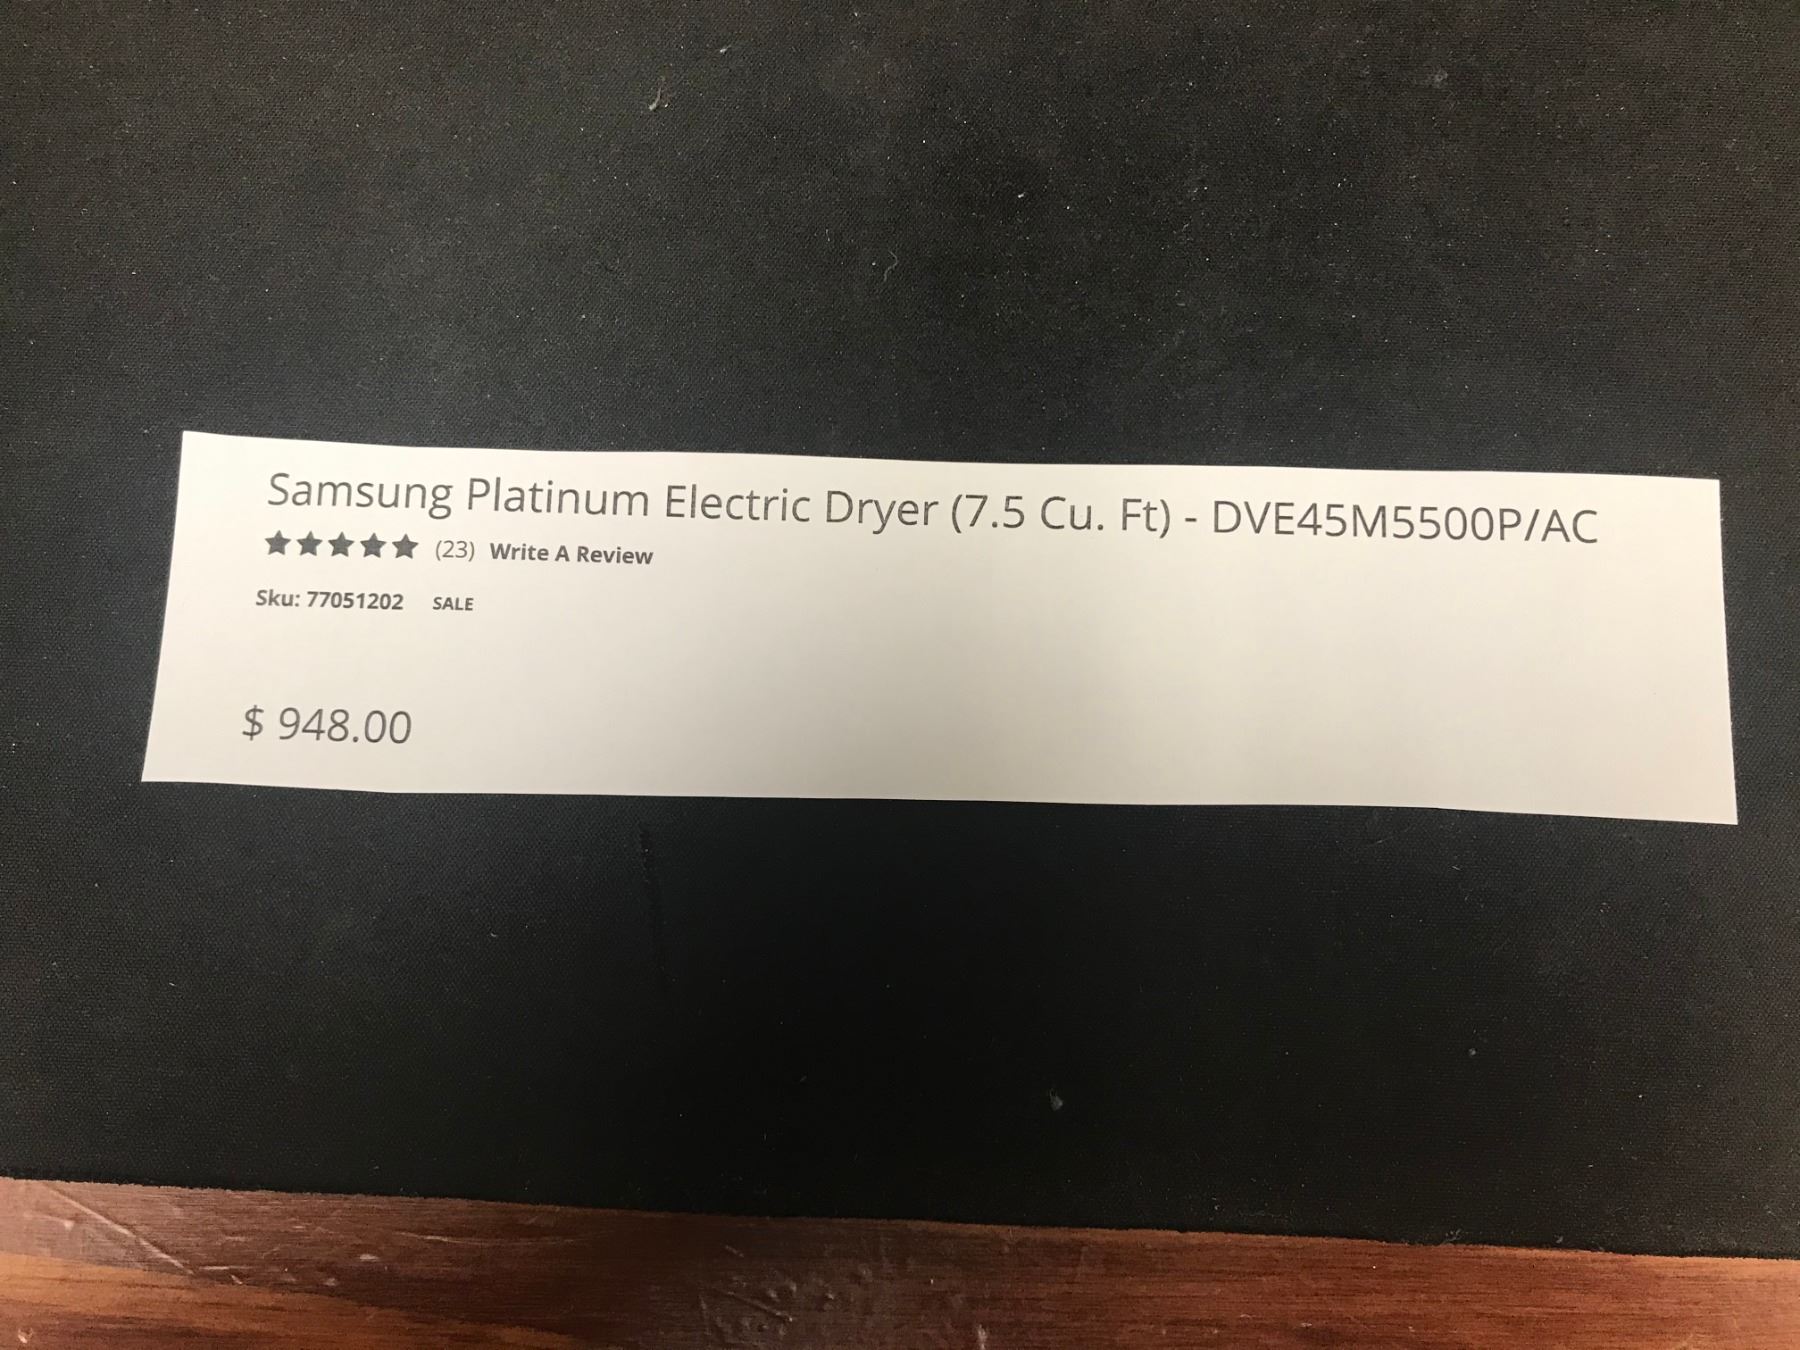 Samsung Platinum Electric Dryer (7.5 Cu. Ft) - DVE45M5500P/AC
★★★★★ (23) Write A Review
Sku: 77051202 SALE
$ 948.00